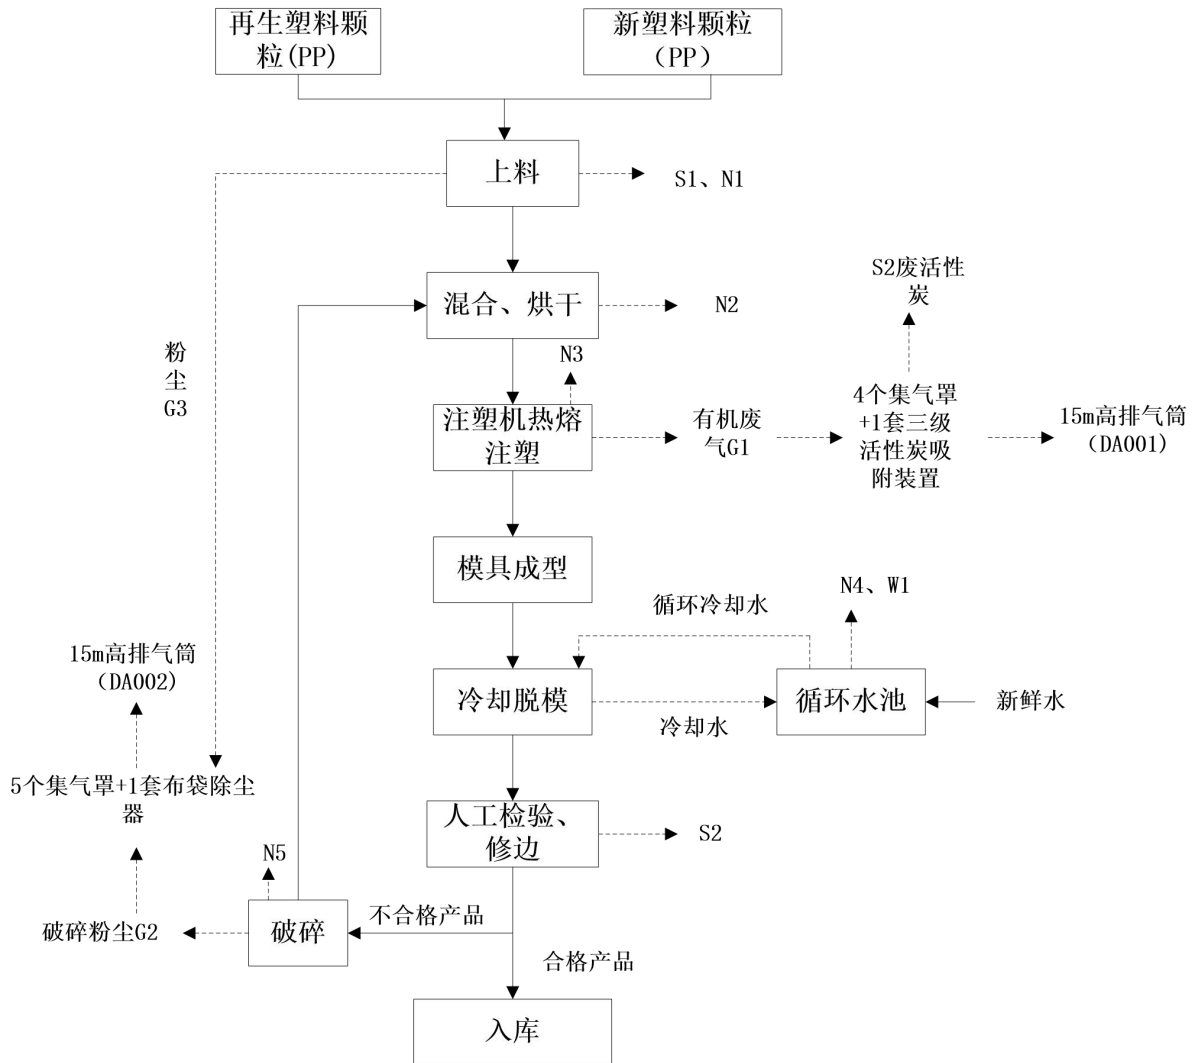 再生塑料颗
粒(PP)
新塑料颗粒
（PP）
上料
S1、N1
S2废活性
炭
混合、烘干
N2
粉
尘
G3
N3
注塑机热熔
注塑
有机废
气G1
4个集气罩
+1套三级
活性炭吸
附装置
15m高排气筒
（DA001）
模具成型
N4、W1
循环冷却水
15m高排气筒
（DA002）
冷却脱模
循环水池
新鲜水
冷却水
5个集气罩+1套布袋除尘
器
人工检验、
修边
S2
N5
破碎粉尘G2
破碎
不合格产品
合格产品
入库